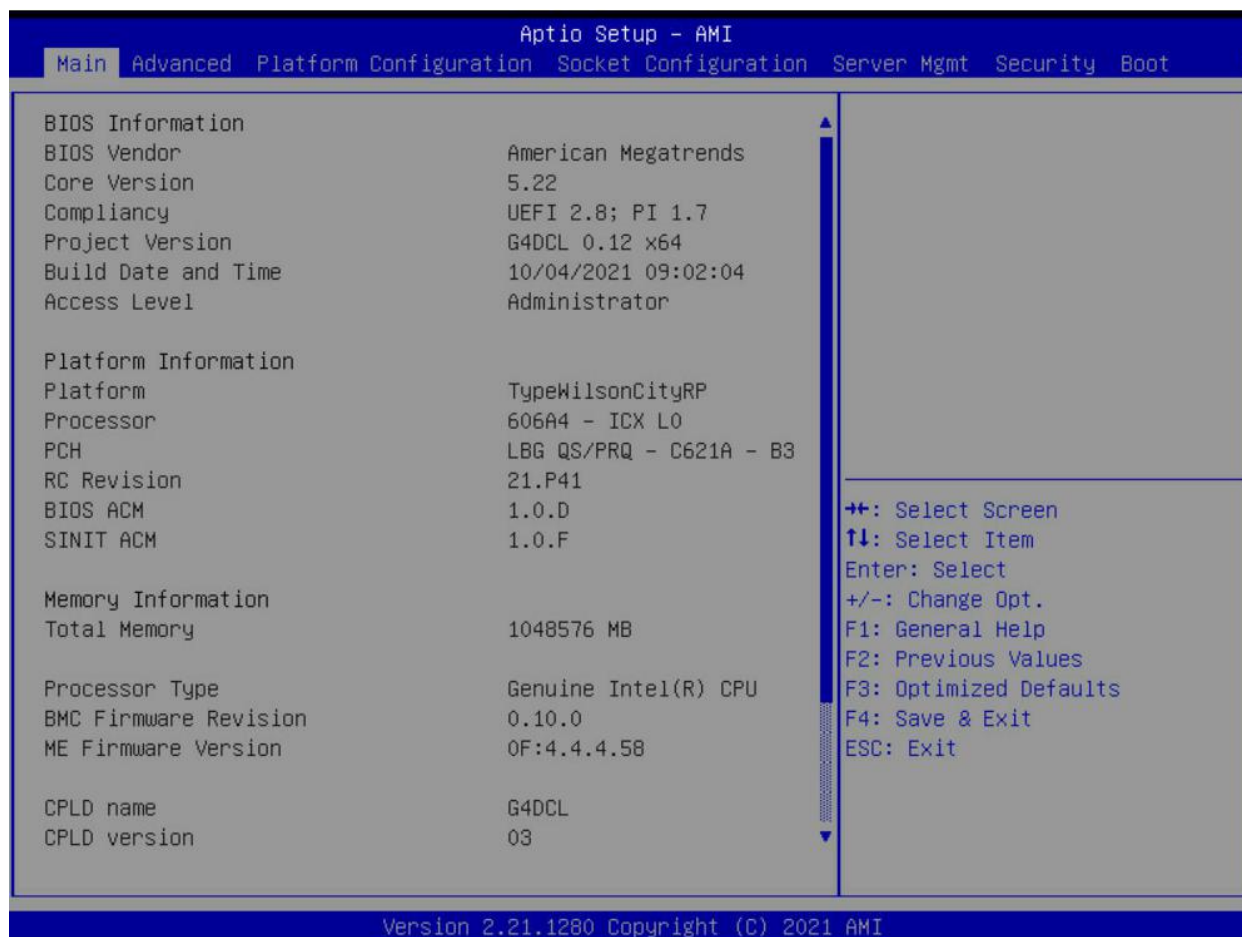 Aptio Setup – AMI
Main Advanced Platform Configuration Socket Configuration Server Mgmt Security Boot
BIOS Information
BIOS Vendor American Megatrends
Core Version 5.22
Compliancy UEFI 2.8; PI 1.7
Project Version G4DCL 0.12 x64
Build Date and Time 10/04/2021 09:02:04
Access Level Administrator
Platform Information
Platform TypeWilsonCityRP
Processor 606A4 – ICX L0
PCH LBG QS/PRQ – C621A – B3
RC Revision 21.P41
BIOS ACM 1.0.D
SINIT ACM 1.0.F
Memory Information
Total Memory 1048576 MB
Processor Type Genuine Intel(R) CPU
BMC Firmware Revision 0.10.0
ME Firmware Version 0F:4.4.4.58
CPLD name G4DCL
CPLD version 03
→←: Select Screen
↑↓: Select Item
Enter: Select
+/-: Change Opt.
F1: General Help
F2: Previous Values
F3: Optimized Defaults
F4: Save & Exit
ESC: Exit
Version 2.21.1280 Copyright (C) 2021 AMI